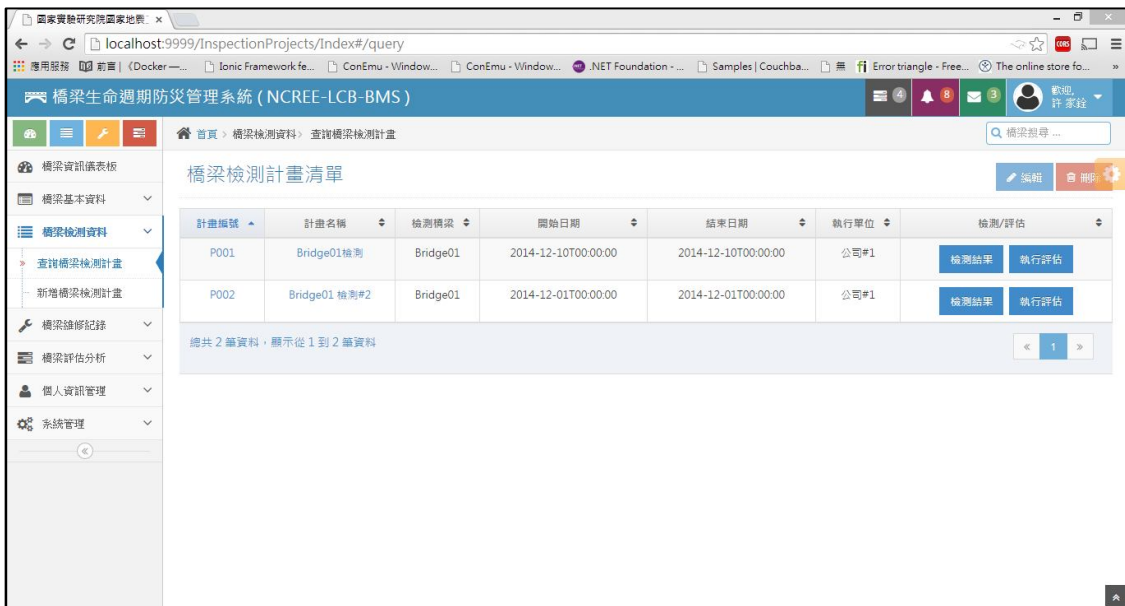 國家實驗研究院國家地震
localhost:9999/InspectionProjects/Index#/query
應用服務 前言|《Docker —... Ionic Framework fe... ConEmu - Window... ConEmu - Window... .NET Foundation - ... Samples | Couchba... 無 Error triangle - Free... The online store fo... »
橋梁生命週期防災管理系統 ( NCREE-LCB-BMS ) 4 8 3 歡迎, 許 家銓
首頁 › 橋梁檢測資料 › 查詢橋梁檢測計畫 橋梁搜尋 ...
橋梁資訊儀表板
橋梁基本資料
橋梁檢測資料
查詢橋梁檢測計畫
新增橋梁檢測計畫
橋梁維修記錄
橋梁評估分析
個人資訊管理
系統管理
橋梁檢測計畫清單 編輯 刪除
計畫編號 計畫名稱 檢測橋梁 開始日期 結束日期 執行單位 檢測/評估
P001 Bridge01檢測 Bridge01 2014-12-10T00:00:00 2014-12-10T00:00:00 公司#1 檢測結果 執行評估
P002 Bridge01 檢測#2 Bridge01 2014-12-01T00:00:00 2014-12-01T00:00:00 公司#1 檢測結果 執行評估
總共 2 筆資料，顯示從 1 到 2 筆資料 « 1 »